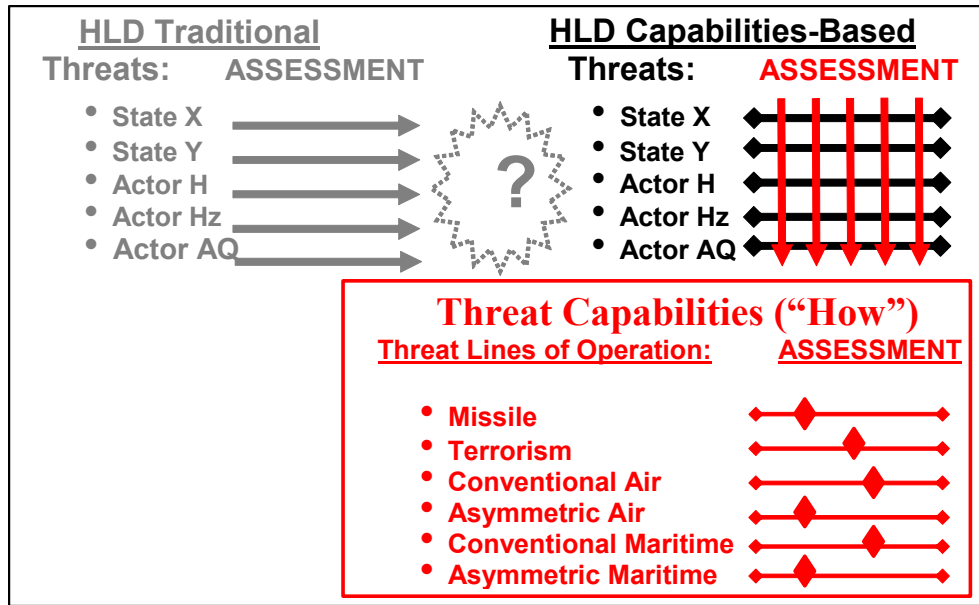 HLD Traditional
Threats: ASSESSMENT
• State X
• State Y
• Actor H
• Actor Hz
• Actor AQ
?
HLD Capabilities-Based
Threats: ASSESSMENT
• State X
• State Y
• Actor H
• Actor Hz
• Actor AQ
Threat Capabilities (“How”)
Threat Lines of Operation: ASSESSMENT
• Missile
• Terrorism
• Conventional Air
• Asymmetric Air
• Conventional Maritime
• Asymmetric Maritime